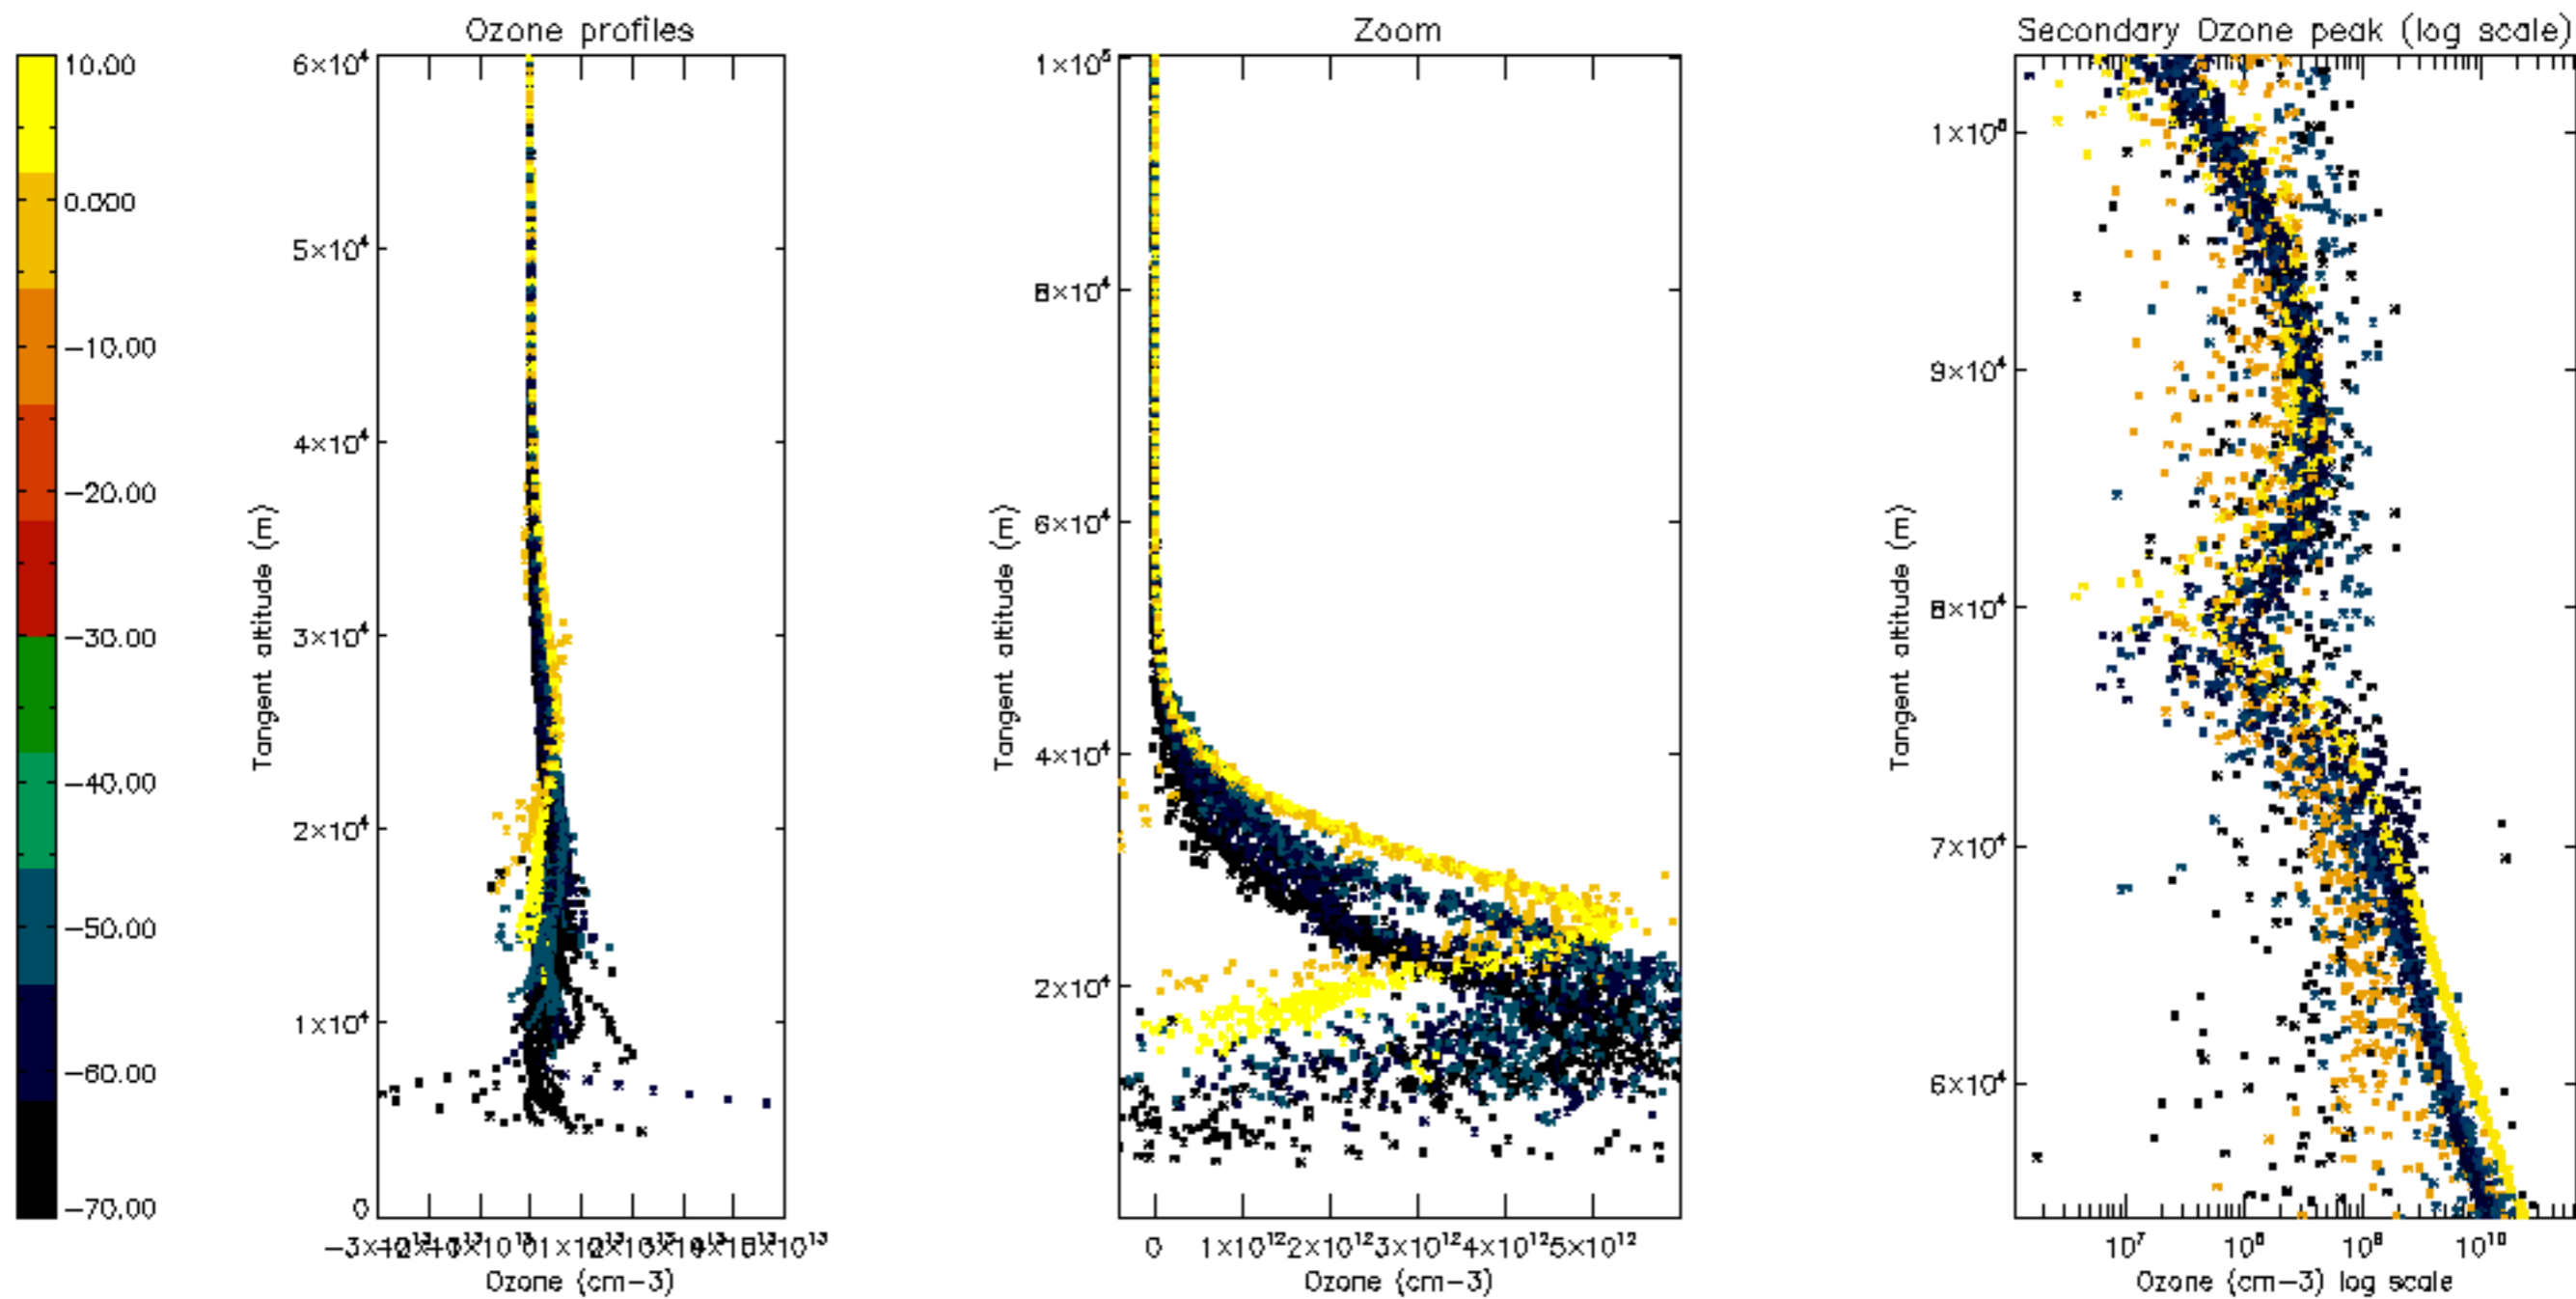 Ozone profiles
Zoom
Secondary Ozone peak (log scale)
10.00
−10.00
−20.00
−30.00
−40.00
−50.00
−60.00
−70.00
Tangent altitude (m)
6×10⁴
5×10⁴
4×10⁴
3×10⁴
2×10⁴
1×10⁴
0
Ozone (cm−3)
Tangent altitude (m)
1×10⁵
8×10⁴
6×10⁴
4×10⁴
2×10⁴
0 1×10¹² 2×10¹² 3×10¹² 4×10¹² 5×10¹²
Ozone (cm−3)
Tangent altitude (m)
9×10⁴
8×10⁴
7×10⁴
6×10⁴
10⁷ 10⁸ 10⁹ 10¹⁰
Ozone (cm−3) log scale